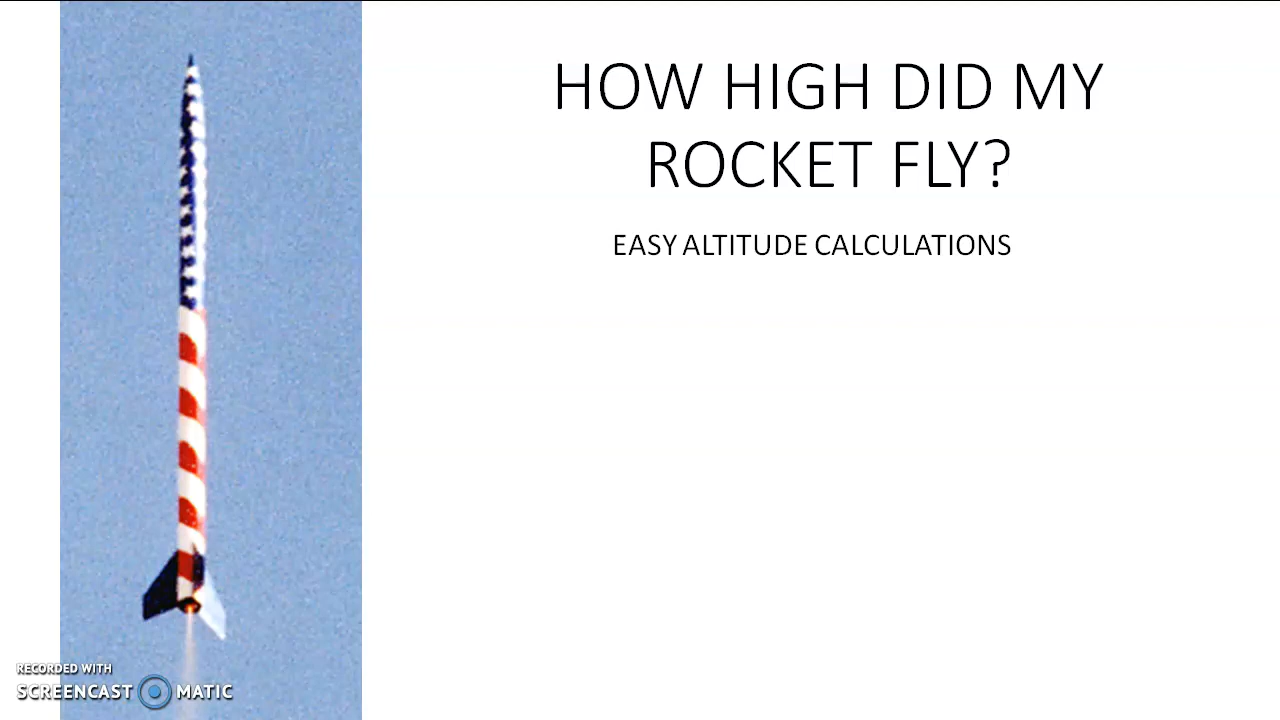 HOW HIGH DID MY
ROCKET FLY?
EASY ALTITUDE CALCULATIONS
RECORDED WITH
SCREENCAST MATIC